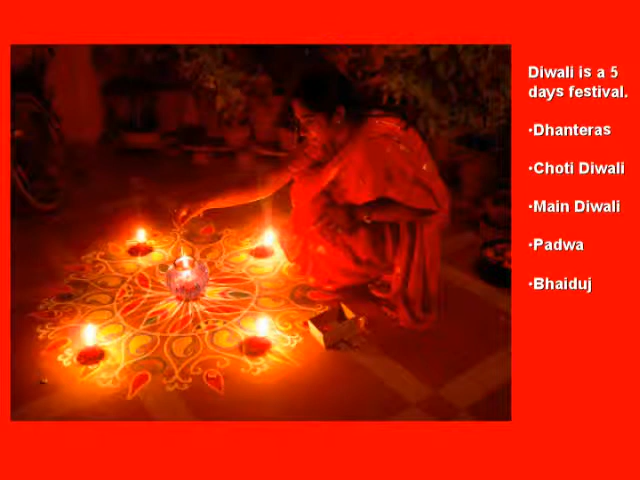 Diwali is a 5
days festival.
•Dhanteras
•Choti Diwali
•Main Diwali
•Padwa
•Bhaiduj